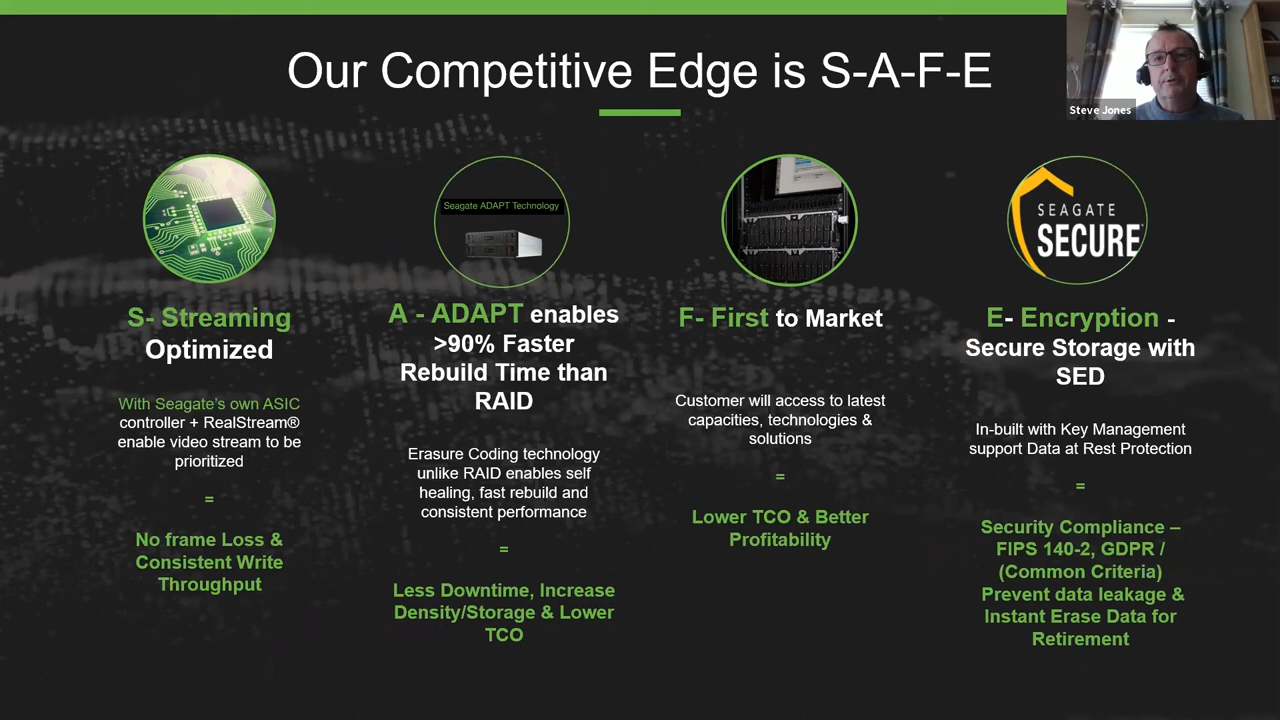 Our Competitive Edge is S-A-F-E
Steve Jones
Seagate ADAPT Technology
SEAGATE
SECURE
S- Streaming
Optimized
With Seagate's own ASIC
controller + RealStream®
enable video stream to be
prioritized
=
No frame Loss &
Consistent Write
Throughput
A - ADAPT enables
>90% Faster
Rebuild Time than
RAID
Erasure Coding technology
unlike RAID enables self
healing, fast rebuild and
consistent performance
=
Less Downtime, Increase
Density/Storage & Lower
TCO
F- First to Market
Customer will access to latest
capacities, technologies &
solutions
=
Lower TCO & Better
Profitability
E- Encryption -
Secure Storage with
SED
In-built with Key Management
support Data at Rest Protection
=
Security Compliance –
FIPS 140-2, GDPR /
(Common Criteria)
Prevent data leakage &
Instant Erase Data for
Retirement